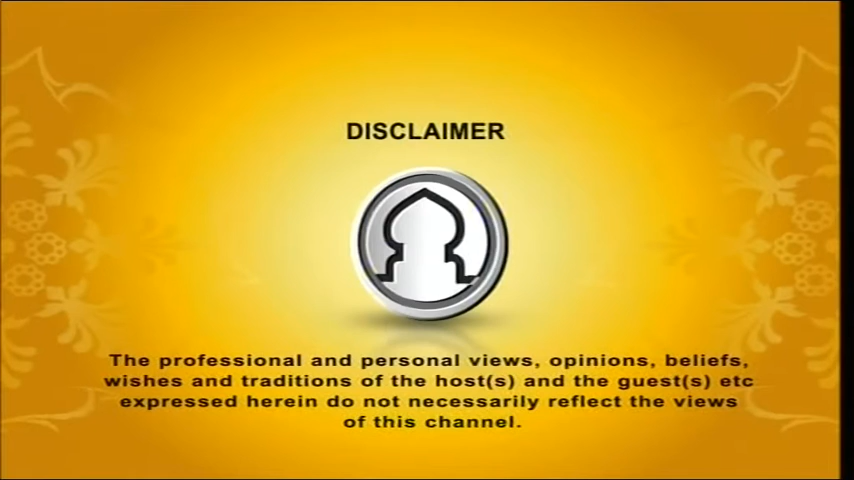 DISCLAIMER
The professional and personal views, opinions, beliefs,
wishes and traditions of the host(s) and the guest(s) etc
expressed herein do not necessarily reflect the views
of this channel.